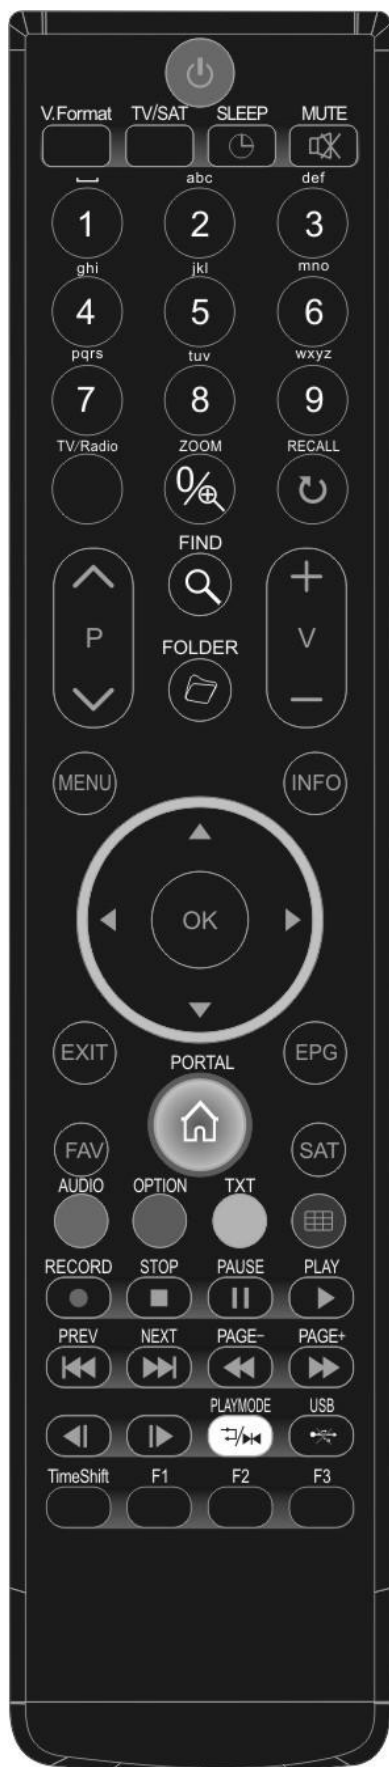 V.Format TV/SAT SLEEP MUTE
abc def
1 2 3
ghi jkl mno
4 5 6
pqrs tuv wxyz
7 8 9
TV/Radio ZOOM RECALL
0/
FIND
P V
FOLDER
MENU INFO
OK
EXIT EPG
PORTAL
FAV SAT
AUDIO OPTION TXT
RECORD STOP PAUSE PLAY
PREV NEXT PAGE− PAGE+
PLAYMODE USB
TimeShift F1 F2 F3